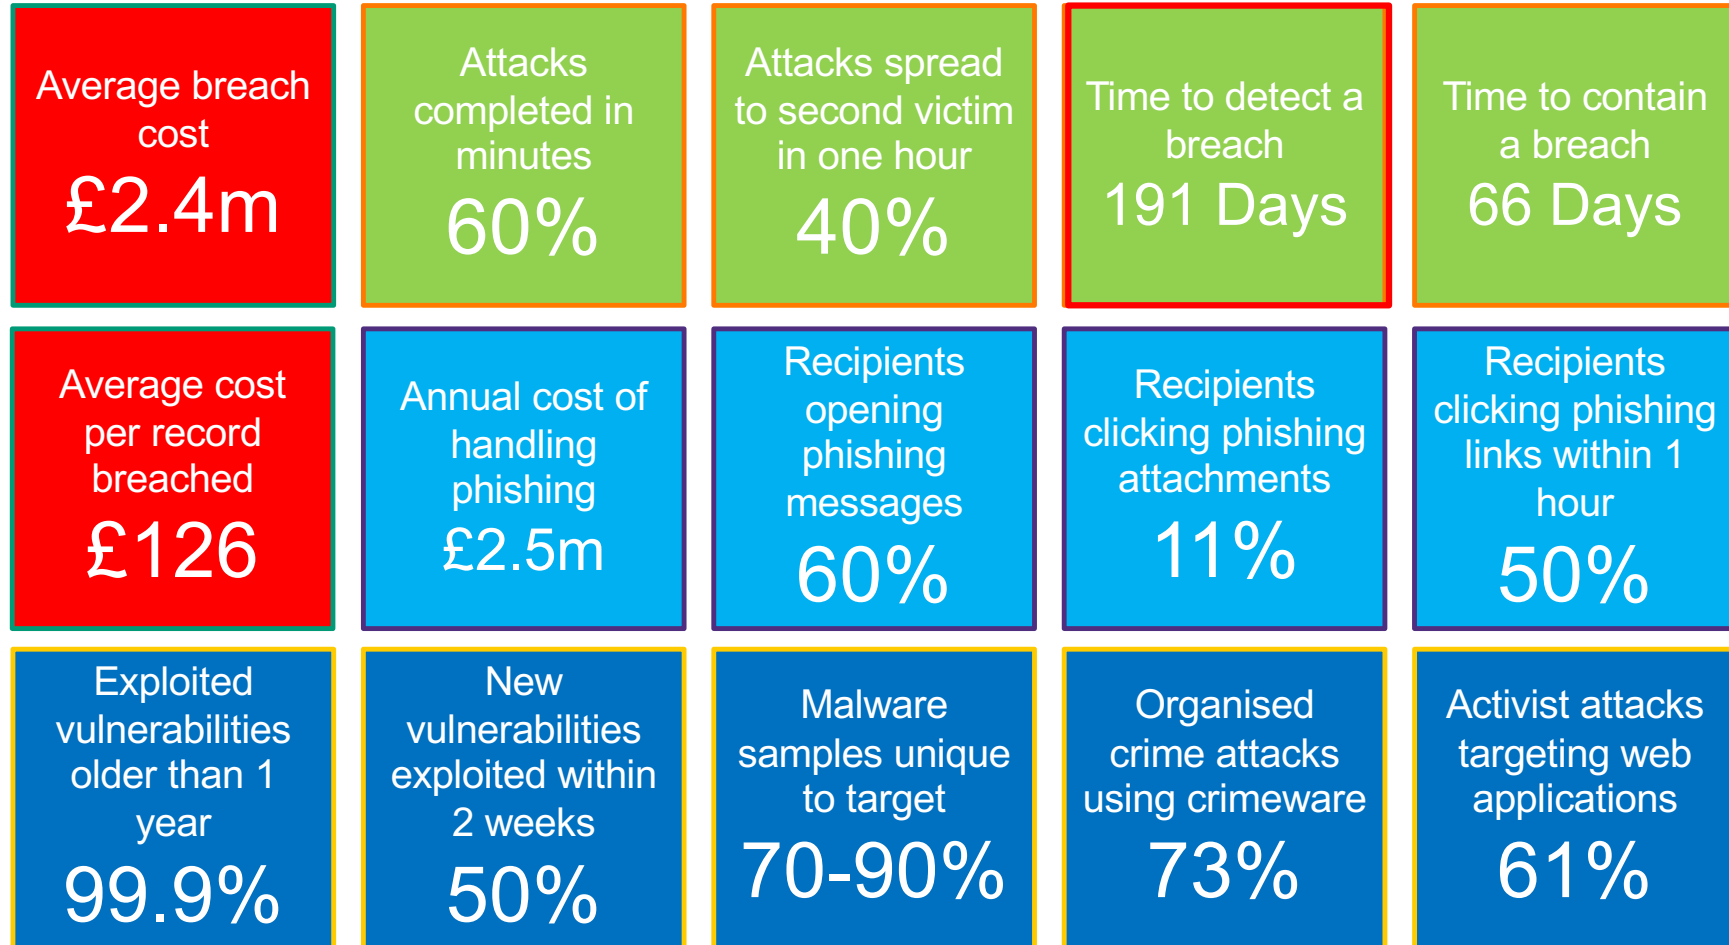 Average breach
cost
£2.4m
Attacks
completed in
minutes
60%
Attacks spread
to second victim
in one hour
40%
Time to detect a
breach
191 Days
Time to contain
a breach
66 Days
Average cost
per record
breached
£126
Annual cost of
handling
phishing
£2.5m
Recipients
opening
phishing
messages
60%
Recipients
clicking phishing
attachments
11%
Recipients
clicking phishing
links within 1
hour
50%
Exploited
vulnerabilities
older than 1
year
99.9%
New
vulnerabilities
exploited within
2 weeks
50%
Malware
samples unique
to target
70-90%
Organised
crime attacks
using crimeware
73%
Activist attacks
targeting web
applications
61%